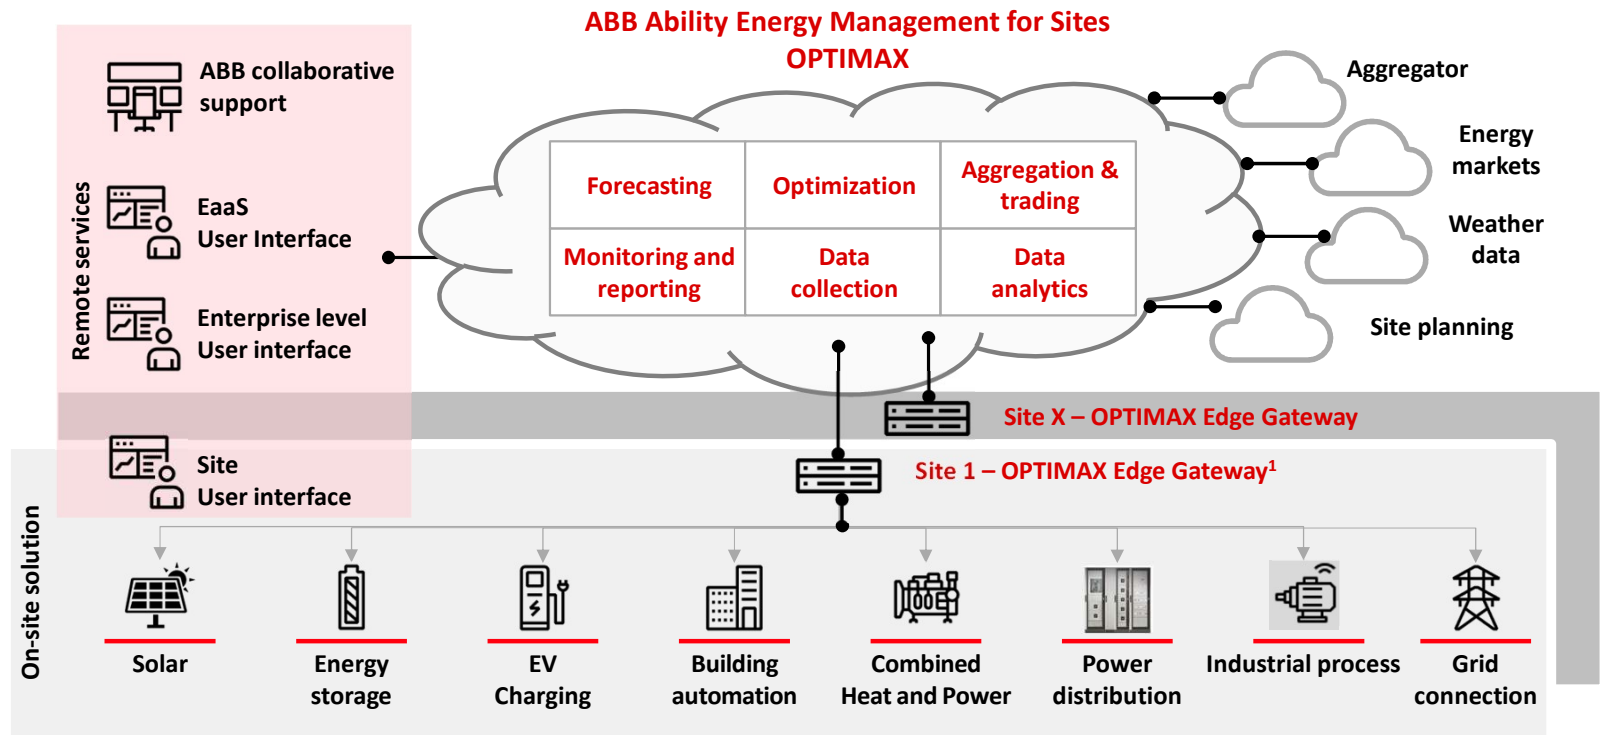 ABB Ability Energy Management for Sites
OPTIMAX
ABB collaborative
support
EaaS
User Interface
Enterprise level
User interface
Remote services
Site
User interface
Forecasting
Optimization
Aggregation &
trading
Monitoring and
reporting
Data
collection
Data
analytics
Aggregator
Energy
markets
Weather
data
Site planning
Site X – OPTIMAX Edge Gateway
Site 1 – OPTIMAX Edge Gateway¹
On-site solution
Solar
Energy
storage
EV
Charging
Building
automation
Combined
Heat and Power
Power
distribution
Industrial process
Grid
connection